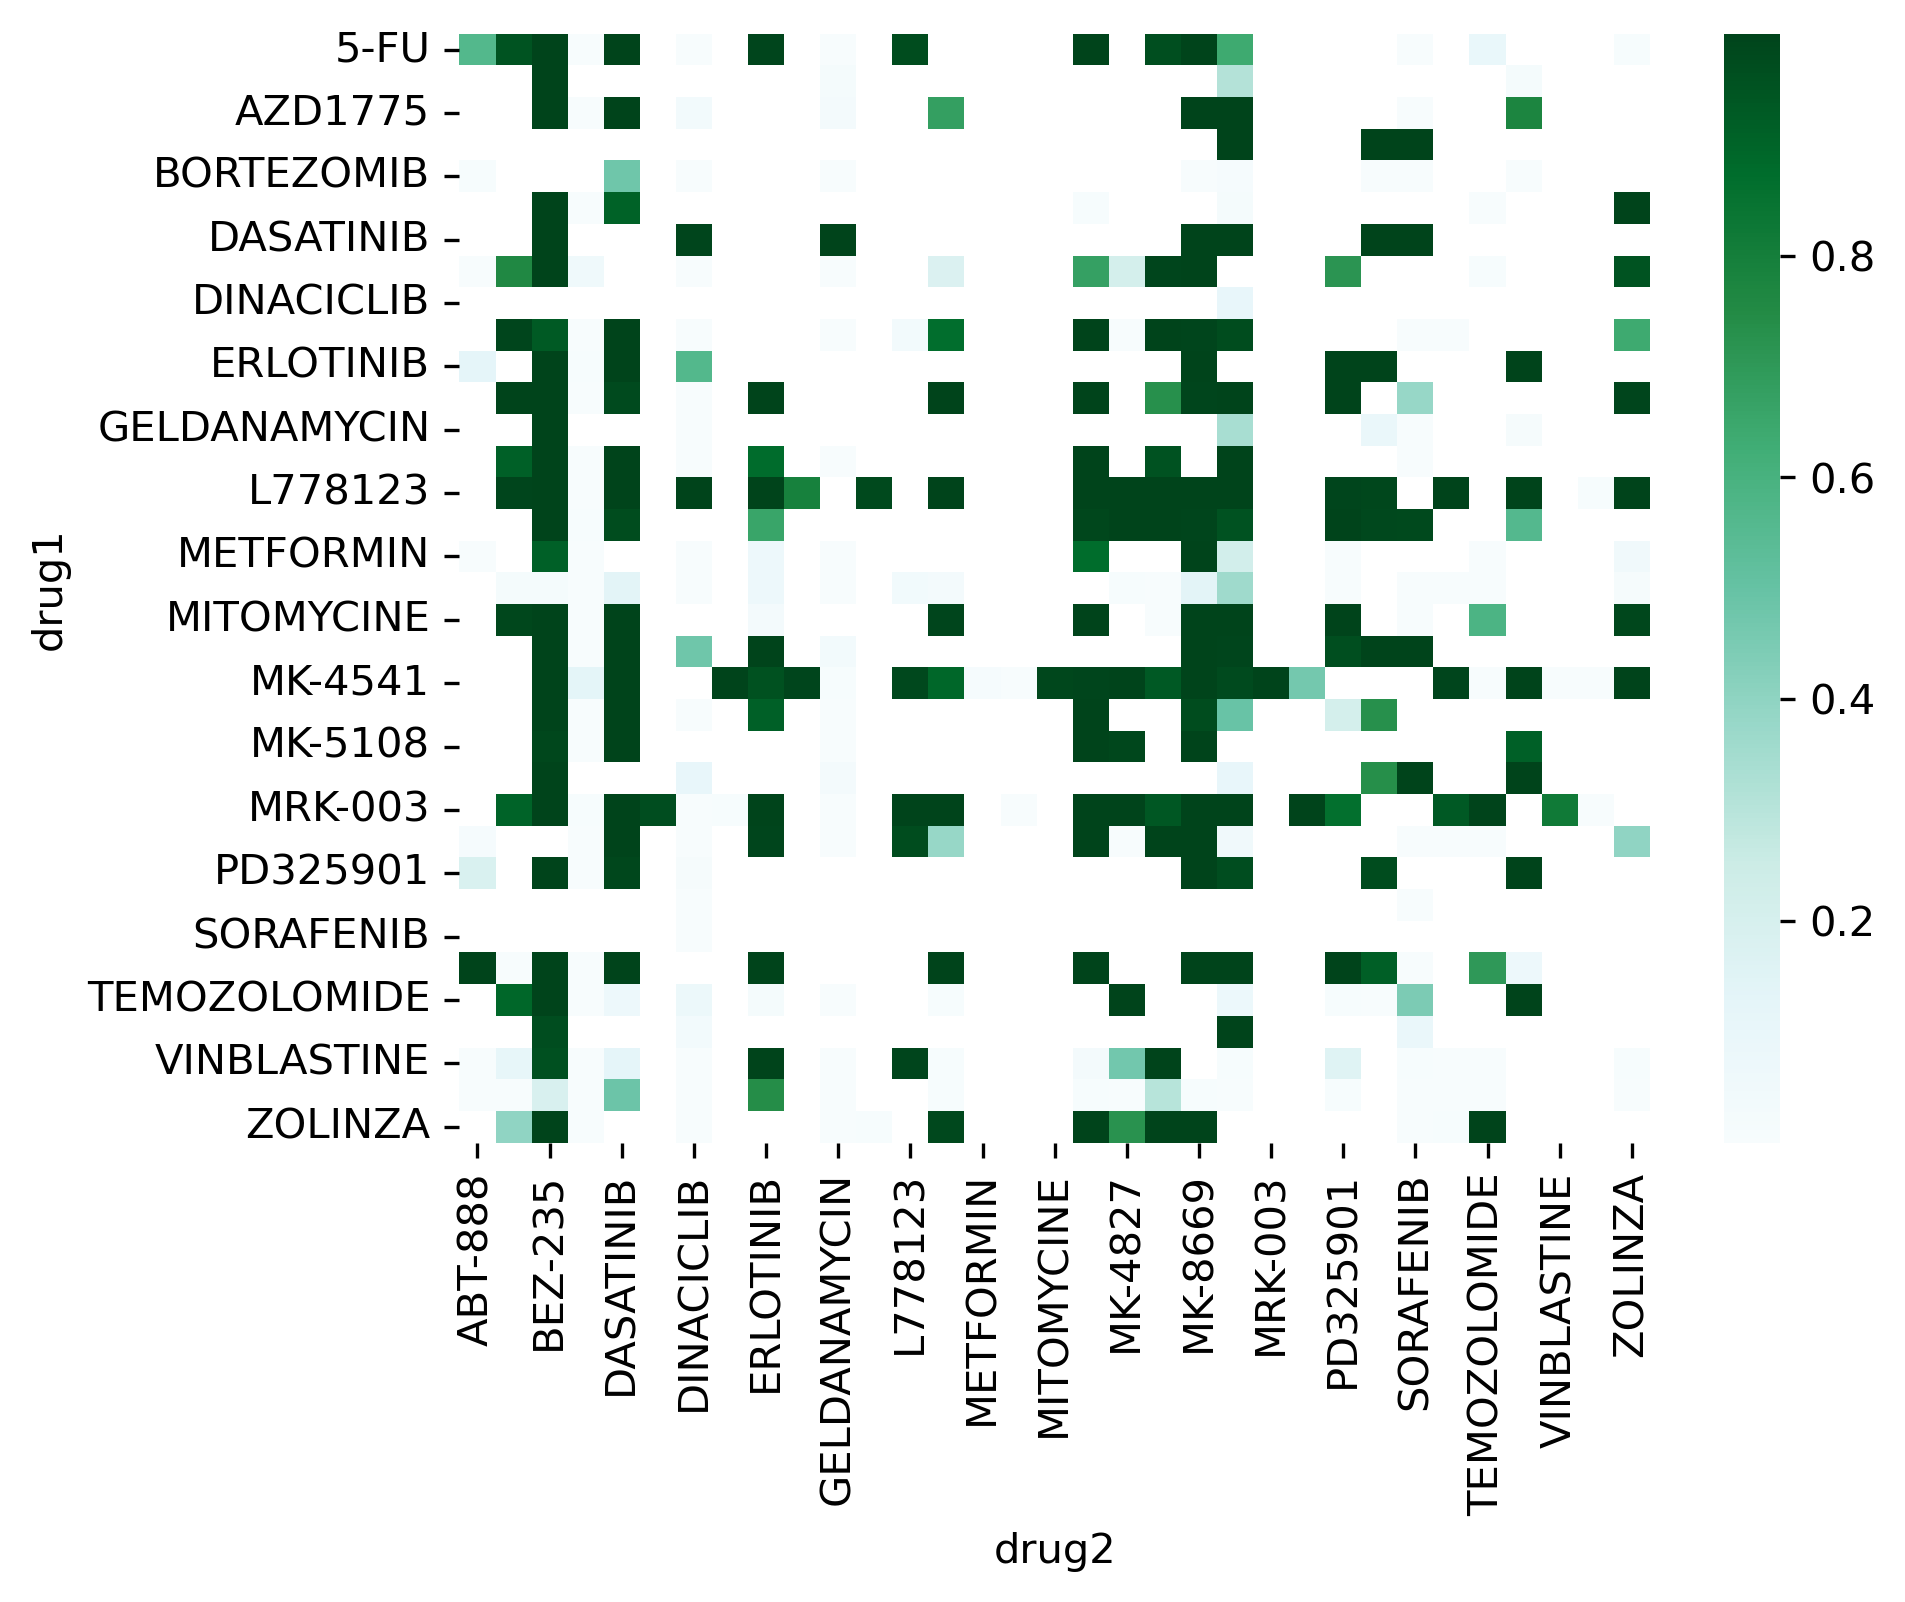 5-FU
AZD1775
BORTEZOMIB
DASATINIB
DINACICLIB
ERLOTINIB
GELDANAMYCIN
L778123
METFORMIN
MITOMYCINE
MK-4541
MK-5108
MRK-003
PD325901
SORAFENIB
TEMOZOLOMIDE
VINBLASTINE
ZOLINZA
drug1
ABT-888
BEZ-235
DASATINIB
DINACICLIB
ERLOTINIB
GELDANAMYCIN
L778123
METFORMIN
MITOMYCINE
MK-4827
MK-8669
MRK-003
PD325901
SORAFENIB
TEMOZOLOMIDE
VINBLASTINE
ZOLINZA
drug2
0.8
0.6
0.4
0.2